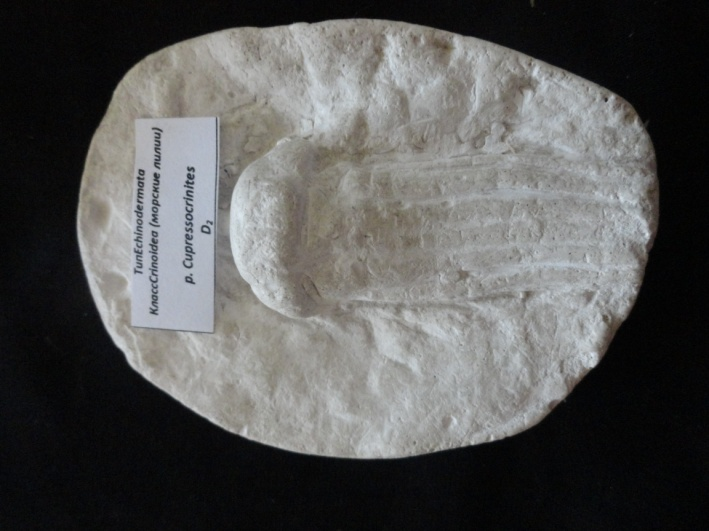 ТипEchinodermata
КлассCrinoidea (морские лилии)
р. Cupressocrinites
D₂